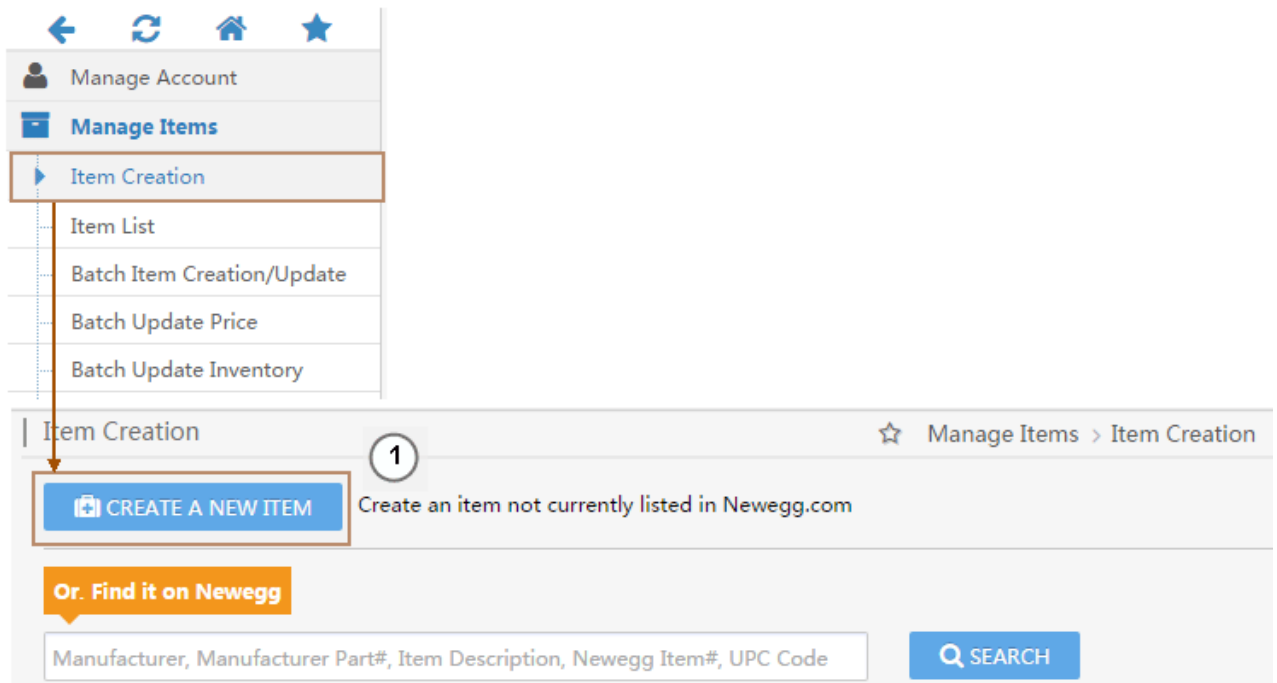 Manage Account
Manage Items
Item Creation
Item List
Batch Item Creation/Update
Batch Update Price
Batch Update Inventory
Item Creation
Manage Items > Item Creation
1
CREATE A NEW ITEM
Create an item not currently listed in Newegg.com
Or. Find it on Newegg
Manufacturer, Manufacturer Part#, Item Description, Newegg Item#, UPC Code
SEARCH